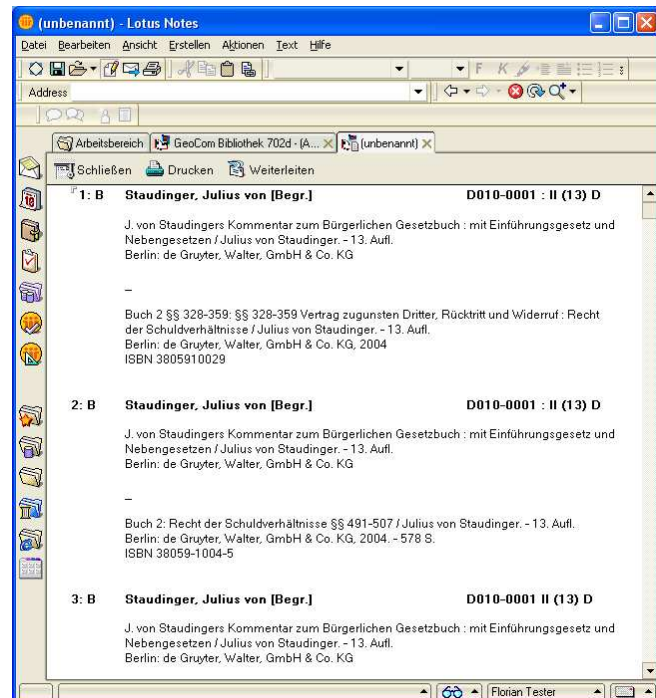 (unbenannt) - Lotus Notes
Datei Bearbeiten Ansicht Erstellen Aktionen Text Hilfe
F K
Address
Arbeitsbereich GeoCom Bibliothek 702d - (A... (unbenannt)
Schließen Drucken Weiterleiten
1: B Staudinger, Julius von [Begr.] D010-0001 : II (13) D
J. von Staudingers Kommentar zum Bürgerlichen Gesetzbuch : mit Einführungsgesetz und
Nebengesetzen / Julius von Staudinger. - 13. Aufl.
Berlin: de Gruyter, Walter, GmbH & Co. KG
–
Buch 2 §§ 328-359: §§ 328-359 Vertrag zugunsten Dritter, Rücktritt und Widerruf : Recht
der Schuldverhältnisse / Julius von Staudinger. - 13. Aufl.
Berlin: de Gruyter, Walter, GmbH & Co. KG, 2004
ISBN 3805910029
2: B Staudinger, Julius von [Begr.] D010-0001 : II (13) D
J. von Staudingers Kommentar zum Bürgerlichen Gesetzbuch : mit Einführungsgesetz und
Nebengesetzen / Julius von Staudinger. - 13. Aufl.
Berlin: de Gruyter, Walter, GmbH & Co. KG
–
Buch 2: Recht der Schuldverhältnisse §§ 491-507 / Julius von Staudinger. - 13. Aufl.
Berlin: de Gruyter, Walter, GmbH & Co. KG, 2004. - 578 S.
ISBN 38059-1004-5
3: B Staudinger, Julius von [Begr.] D010-0001 II (13) D
J. von Staudingers Kommentar zum Bürgerlichen Gesetzbuch : mit Einführungsgesetz und
Nebengesetzen / Julius von Staudinger. - 13. Aufl.
Berlin: de Gruyter, Walter, GmbH & Co. KG
Florian Tester